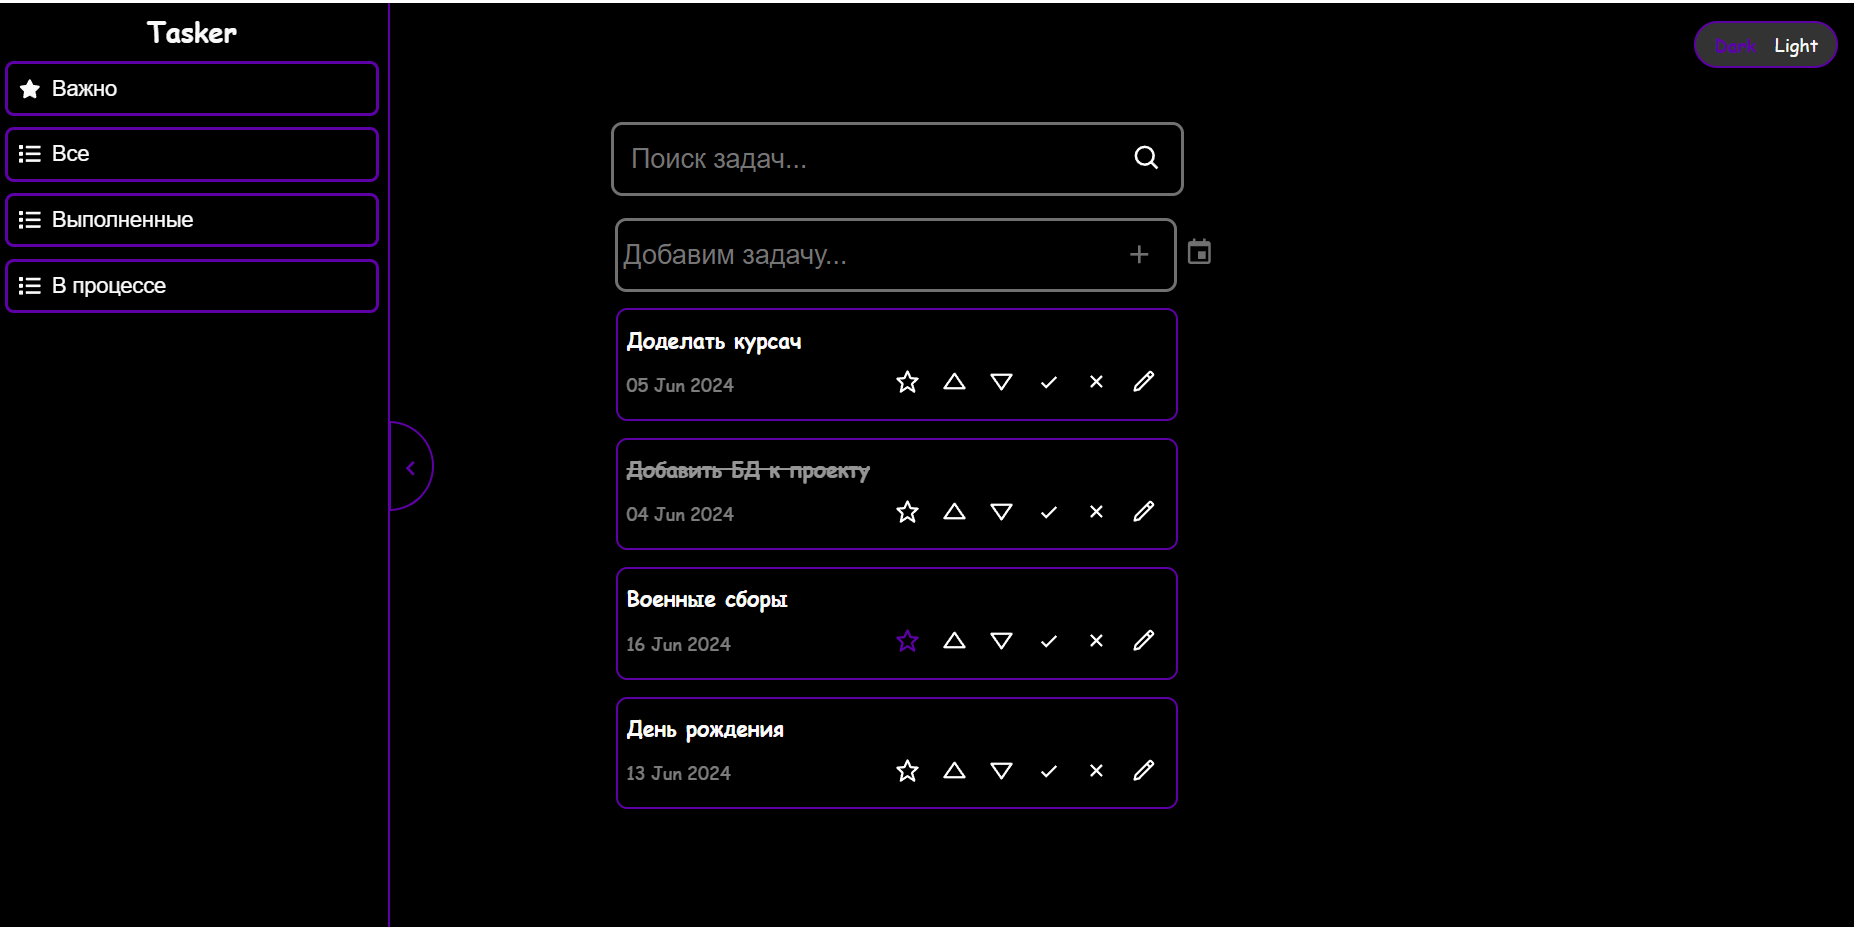 Tasker
Важно
Все
Выполненные
В процессе
Dark Light
Поиск задач...
Добавим задачу...
Доделать курсач
05 Jun 2024
Добавить БД к проекту
04 Jun 2024
Военные сборы
16 Jun 2024
День рождения
13 Jun 2024